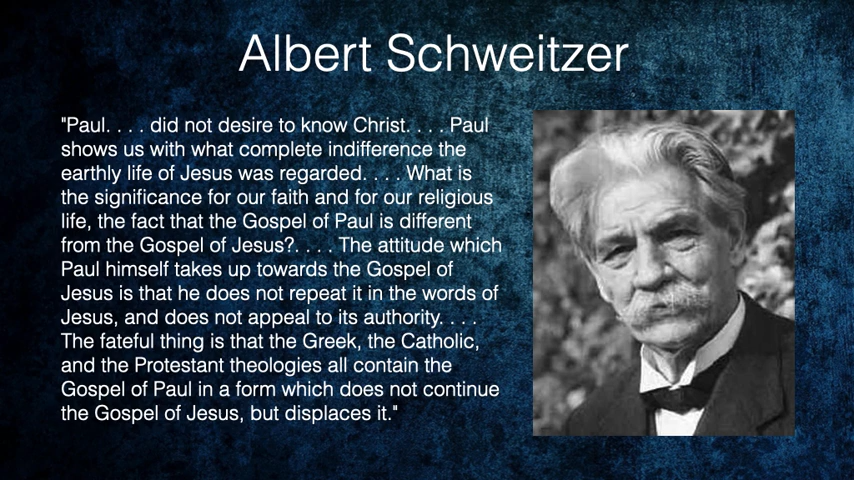 Albert Schweitzer
"Paul. . . . did not desire to know Christ. . . . Paul
shows us with what complete indifference the
earthly life of Jesus was regarded. . . . What is
the significance for our faith and for our religious
life, the fact that the Gospel of Paul is different
from the Gospel of Jesus?. . . . The attitude which
Paul himself takes up towards the Gospel of
Jesus is that he does not repeat it in the words of
Jesus, and does not appeal to its authority. . . .
The fateful thing is that the Greek, the Catholic,
and the Protestant theologies all contain the
Gospel of Paul in a form which does not continue
the Gospel of Jesus, but displaces it."